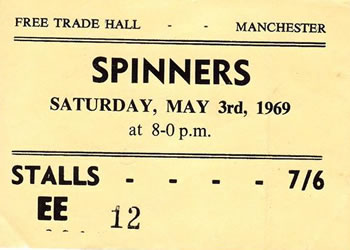 FREE TRADE HALL - - MANCHESTER
SPINNERS
SATURDAY, MAY 3rd, 1969
at 8-0 p.m.
STALLS - - - - 7/6
EE 12